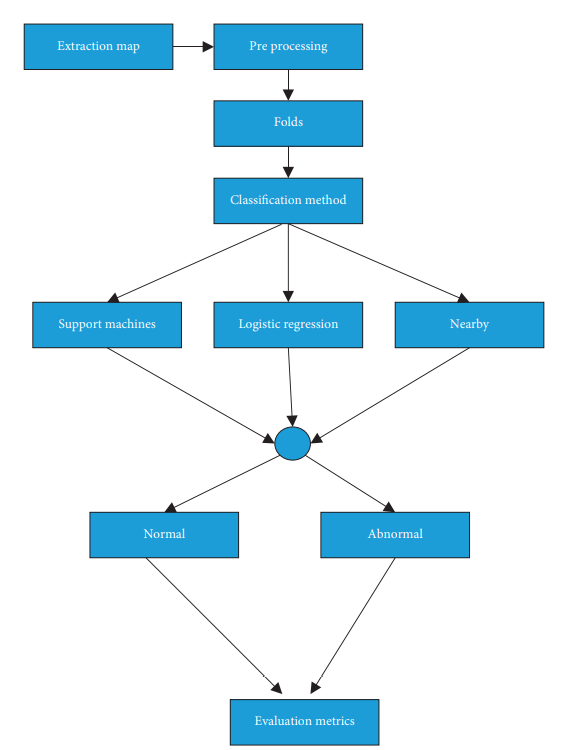 Extraction map
Pre processing
Folds
Classification method
Support machines
Logistic regression
Nearby
Normal
Abnormal
Evaluation metrics